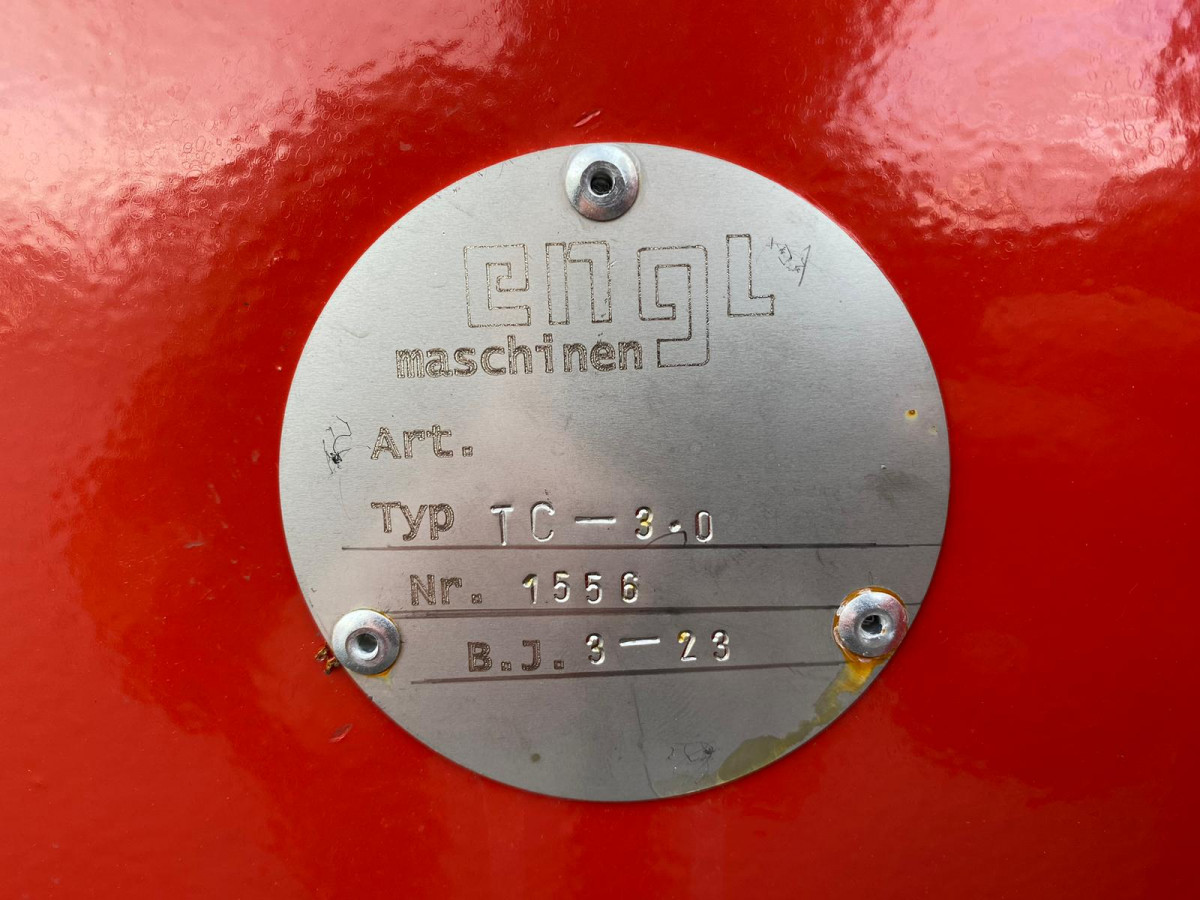 engl
maschinen
Art.
Typ TC-3.0
Nr. 1556
B.J. 3-23